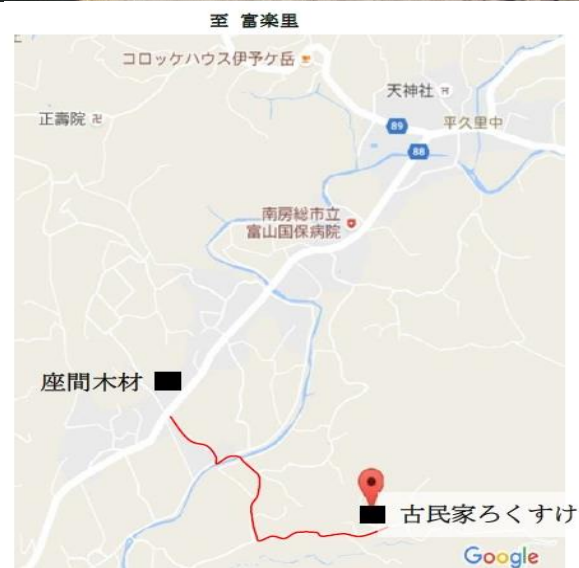 至 富楽里
コロッケハウス伊予ケ岳
天神社
正壽院
89
平久里中
88
南房総市立
富山国保病院
座間木材
古民家ろくすけ
Google